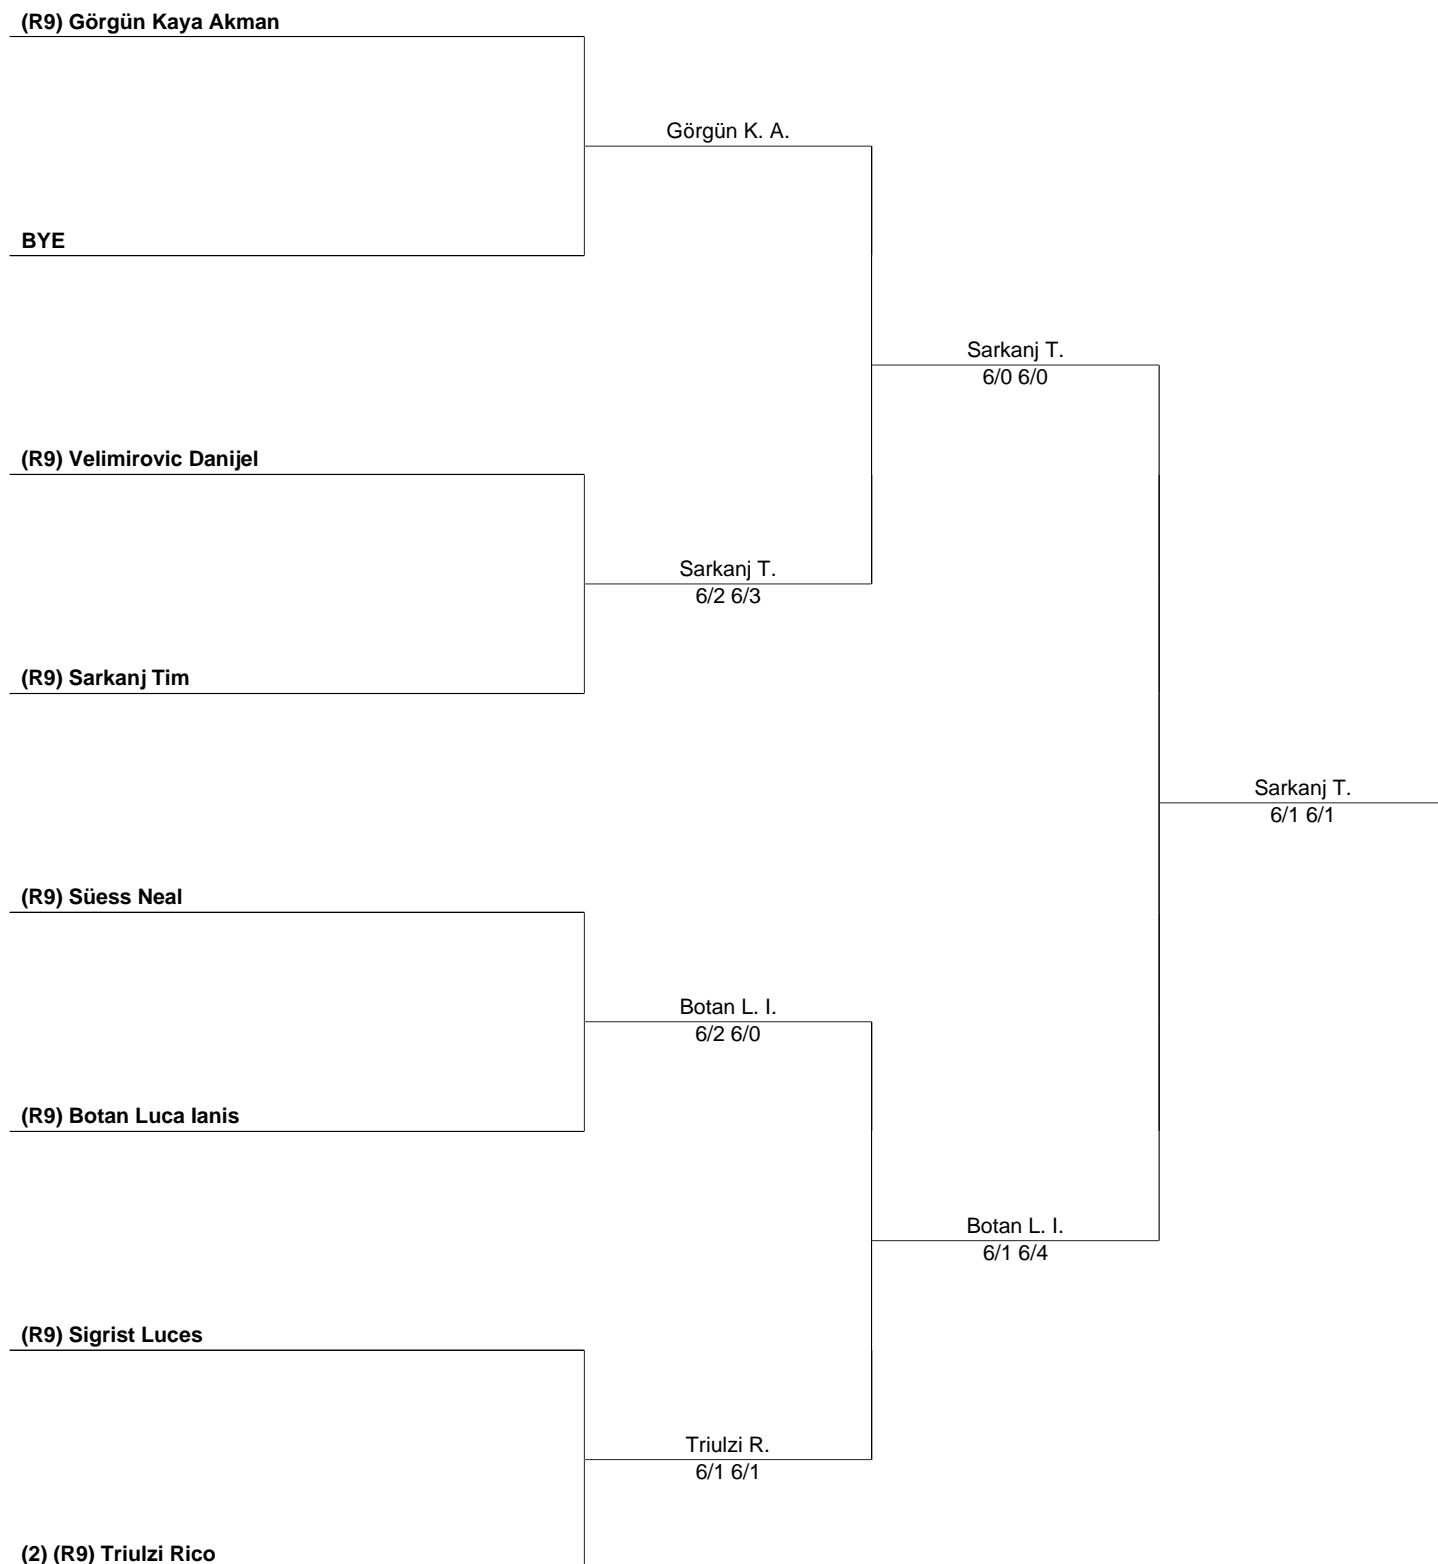 (R9) Görgün Kaya Akman
Görgün K. A.
BYE
Sarkanj T.
6/0 6/0
(R9) Velimirovic Danijel
Sarkanj T.
6/2 6/3
(R9) Sarkanj Tim
Sarkanj T.
6/1 6/1
(R9) Süess Neal
Botan L. I.
6/2 6/0
(R9) Botan Luca Ianis
Botan L. I.
6/1 6/4
(R9) Sigrist Luces
Triulzi R.
6/1 6/1
(2) (R9) Triulzi Rico